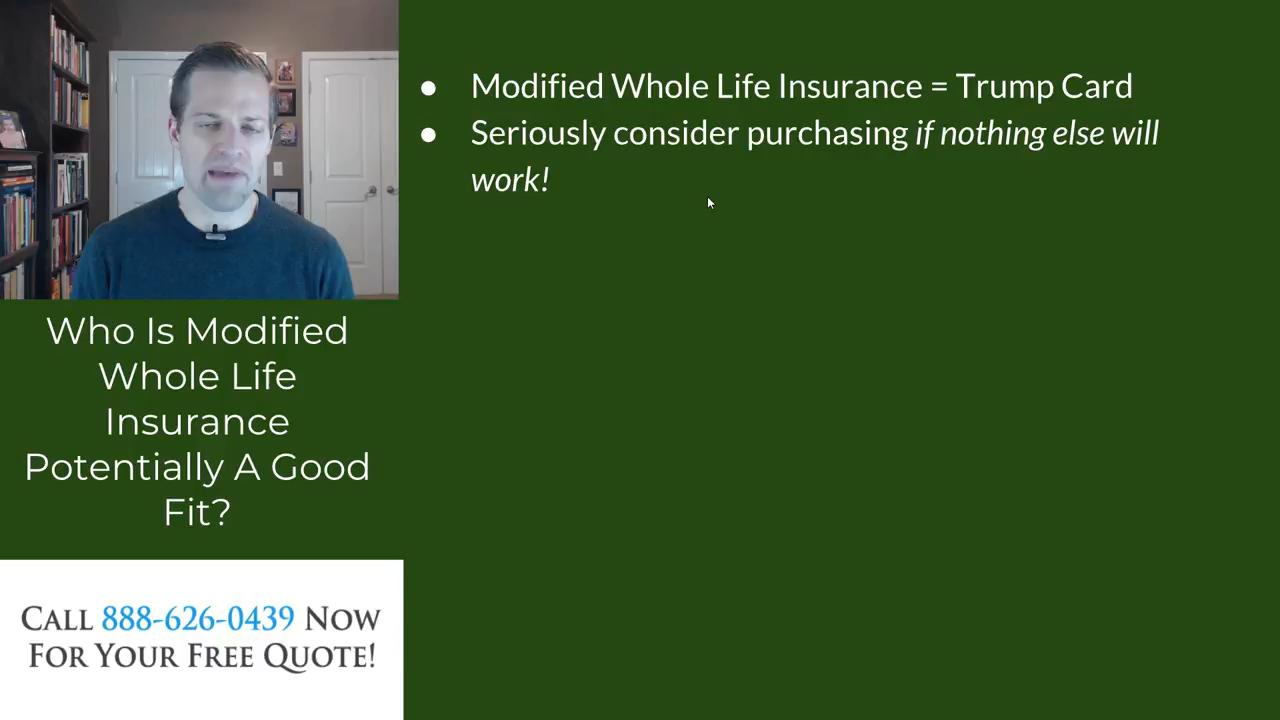 ● Modified Whole Life Insurance = Trump Card
● Seriously consider purchasing if nothing else will
work!
Who Is Modified
Whole Life
Insurance
Potentially A Good
Fit?
CALL 888-626-0439 NOW
FOR YOUR FREE QUOTE!